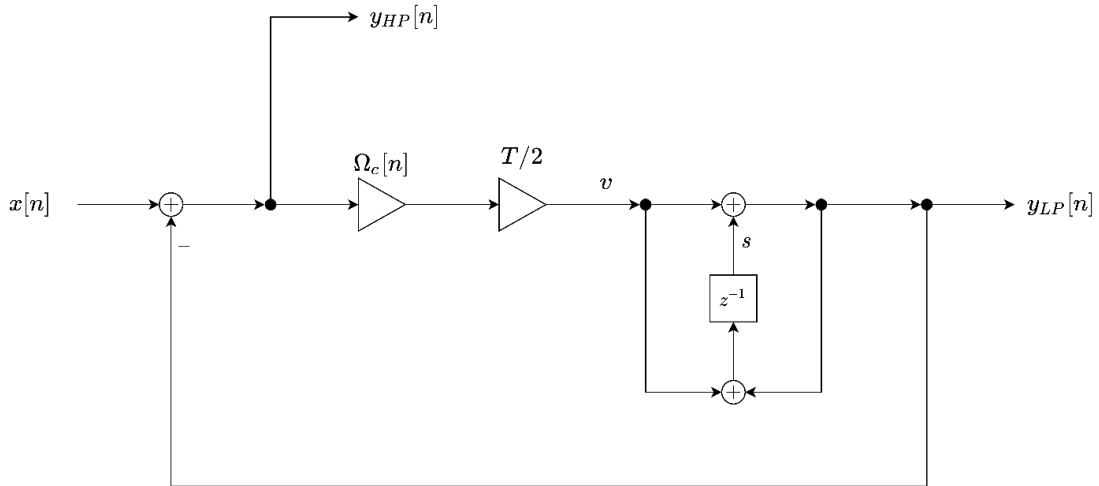 y_{HP}[n]
Ω_c[n]
T/2
x[n]
+
v
+
y_{LP}[n]
−
s
z^{-1}
+